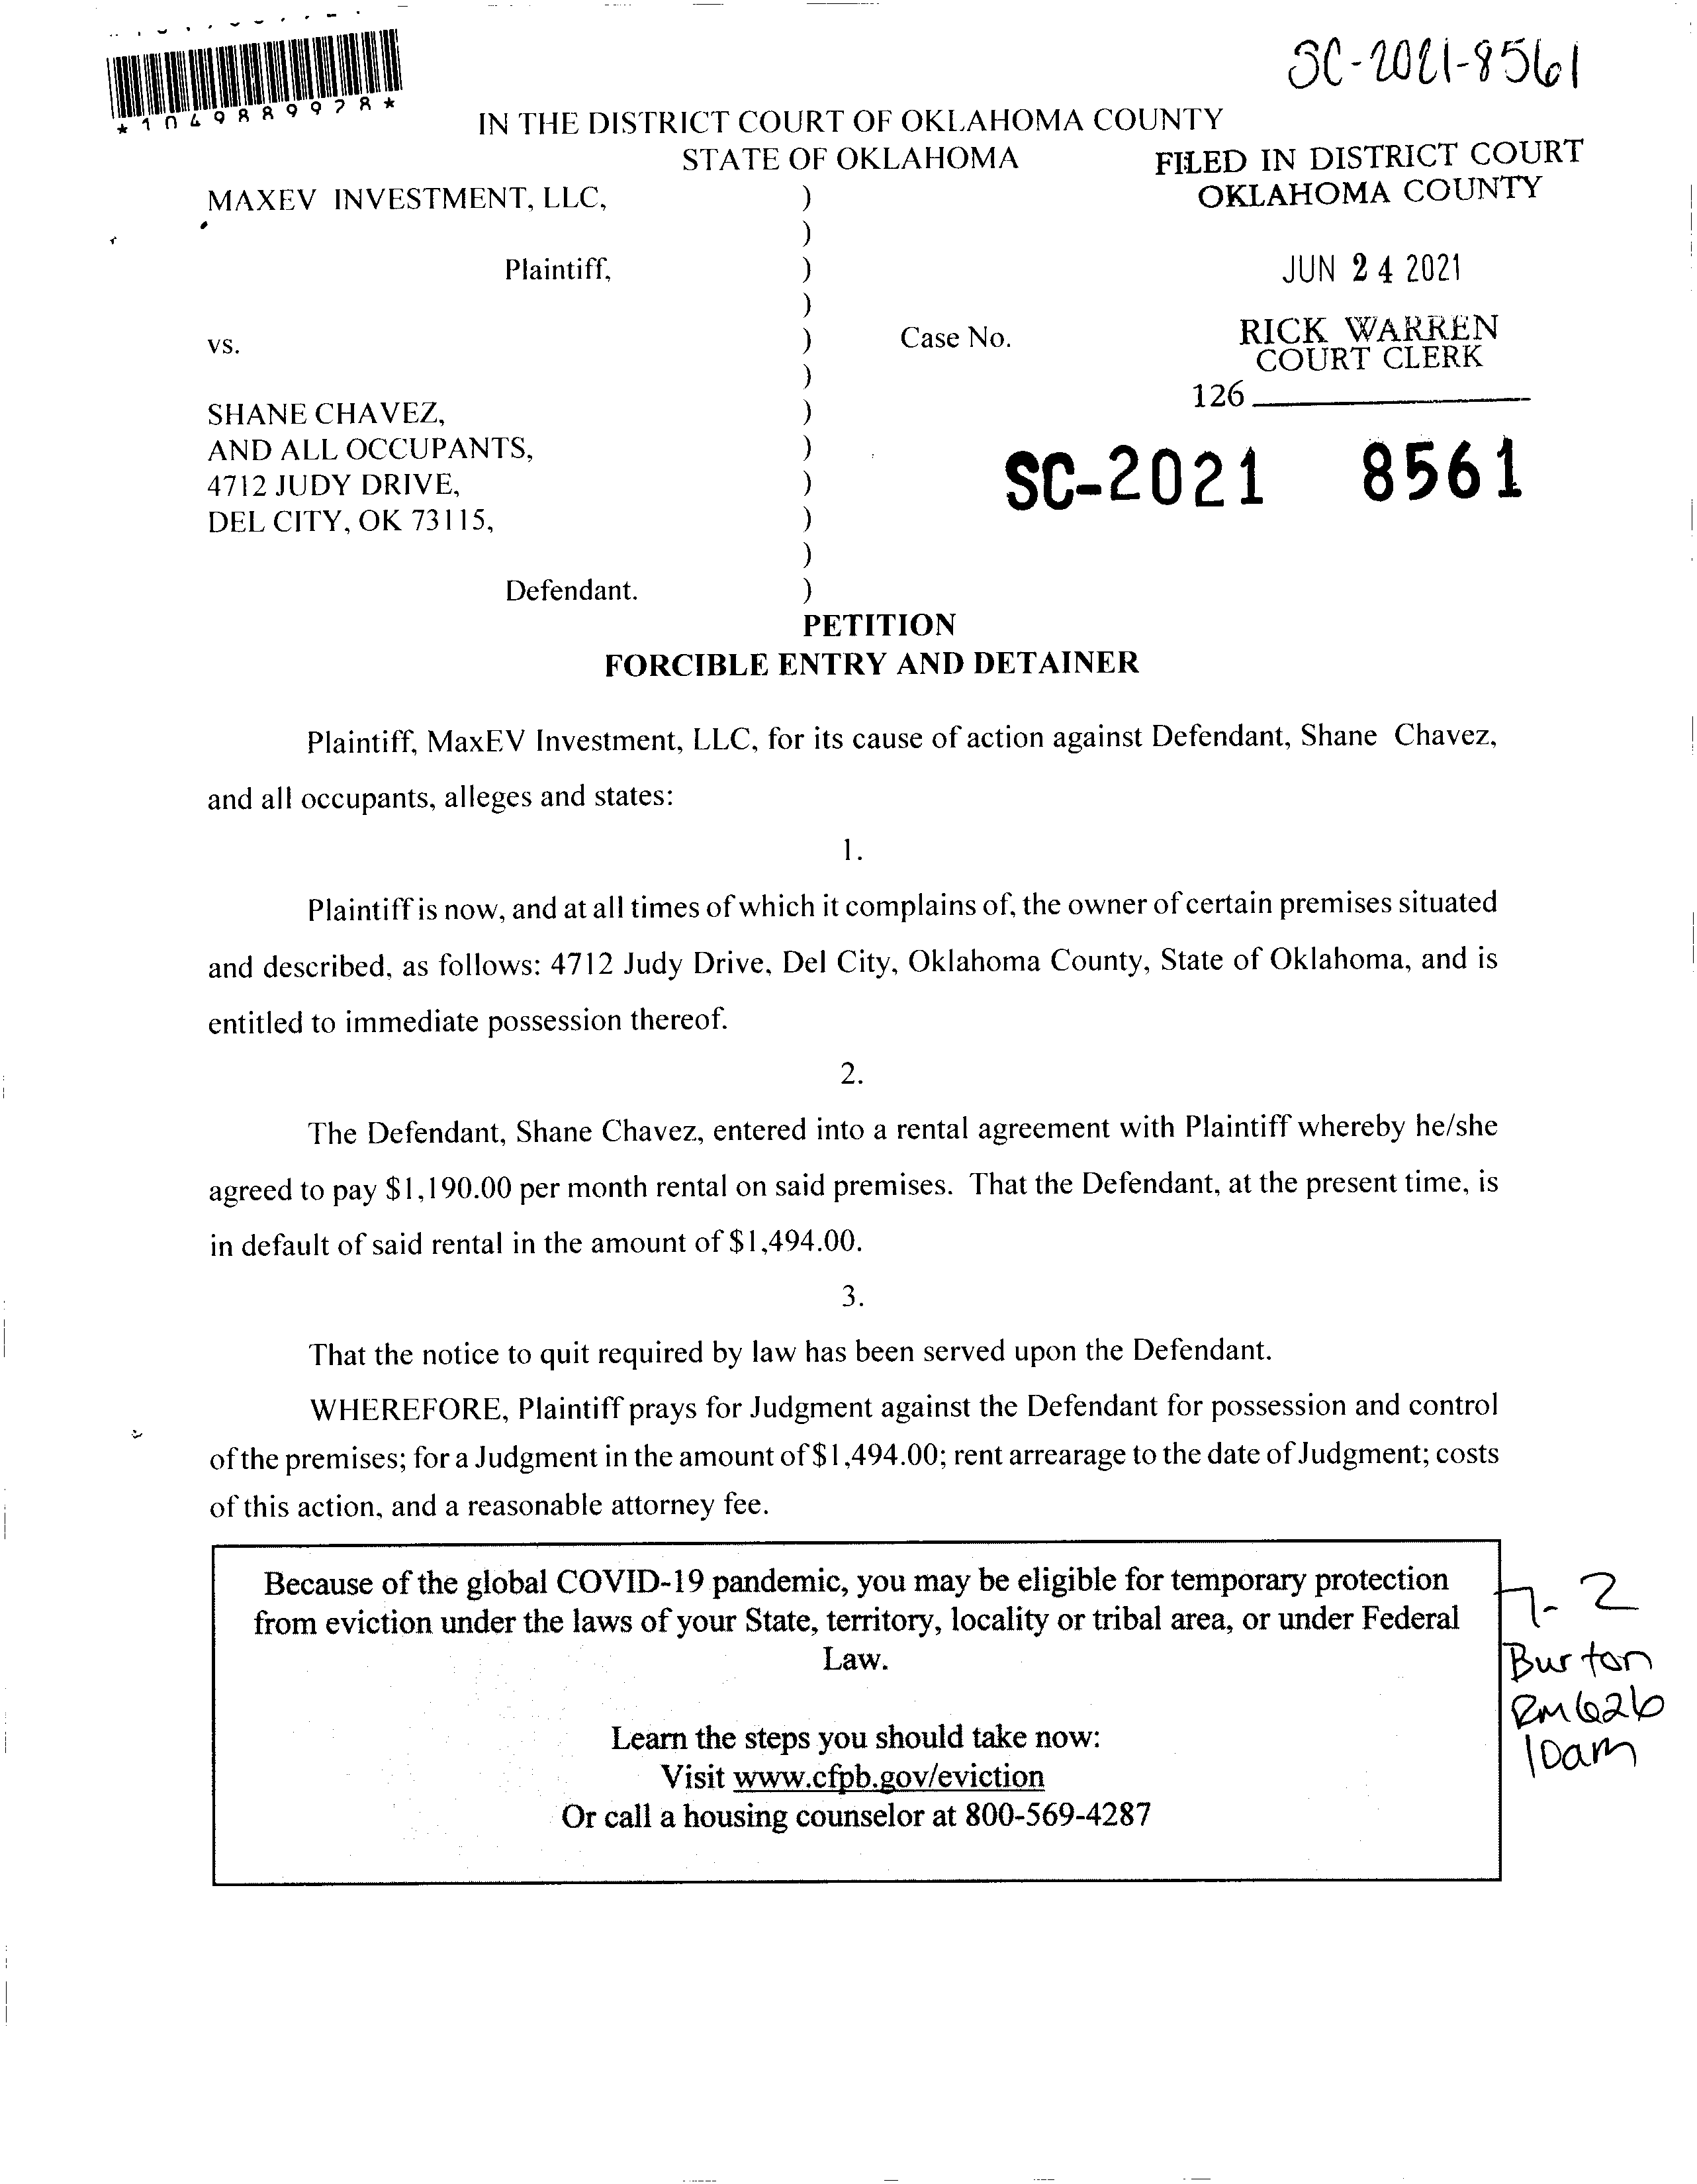 SC-2021-8561
*1049889978*
IN THE DISTRICT COURT OF OKLAHOMA COUNTY
STATE OF OKLAHOMA
FILED IN DISTRICT COURT
OKLAHOMA COUNTY
MAXEV INVESTMENT, LLC, )
)
Plaintiff, )
JUN 24 2021
)
vs. ) Case No.
RICK WARREN
COURT CLERK
)
126
SHANE CHAVEZ, )
AND ALL OCCUPANTS, )
4712 JUDY DRIVE, )
SC-2021 8561
DEL CITY, OK 73115, )
)
Defendant. )
PETITION
FORCIBLE ENTRY AND DETAINER
Plaintiff, MaxEV Investment, LLC, for its cause of action against Defendant, Shane Chavez,
and all occupants, alleges and states:
1.
Plaintiff is now, and at all times of which it complains of, the owner of certain premises situated
and described, as follows: 4712 Judy Drive, Del City, Oklahoma County, State of Oklahoma, and is
entitled to immediate possession thereof.
2.
The Defendant, Shane Chavez, entered into a rental agreement with Plaintiff whereby he/she
agreed to pay $1,190.00 per month rental on said premises. That the Defendant, at the present time, is
in default of said rental in the amount of $1,494.00.
3.
That the notice to quit required by law has been served upon the Defendant.
WHEREFORE, Plaintiff prays for Judgment against the Defendant for possession and control
of the premises; for a Judgment in the amount of $1,494.00; rent arrearage to the date of Judgment; costs
of this action, and a reasonable attorney fee.
Because of the global COVID-19 pandemic, you may be eligible for temporary protection
from eviction under the laws of your State, territory, locality or tribal area, or under Federal
Law.
Learn the steps you should take now:
Visit www.cfpb.gov/eviction
Or call a housing counselor at 800-569-4287
7-2
Burton
Rm 626
10am